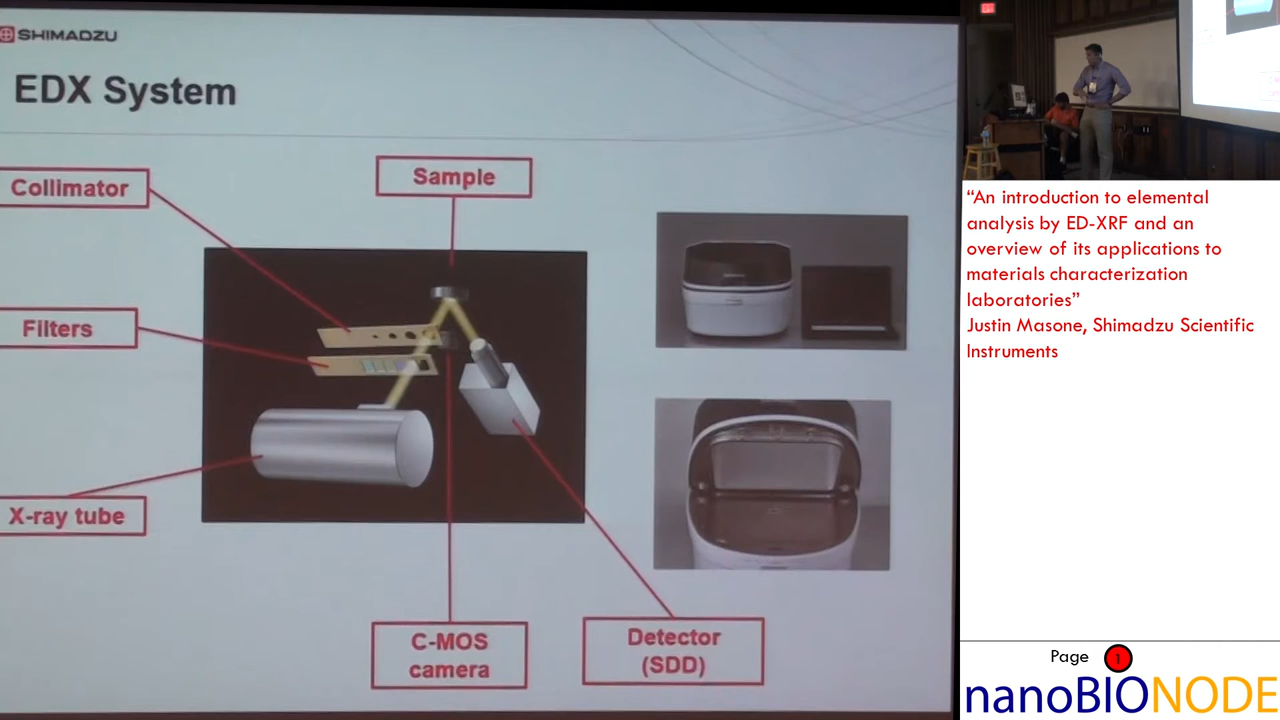 SHIMADZU
EDX System
Collimator
Sample
Filters
X-ray tube
C-MOS
camera
Detector
(SDD)
“An introduction to elemental
analysis by ED-XRF and an
overview of its applications to
materials characterization
laboratories”
Justin Masone, Shimadzu Scientific
Instruments
Page 1
nanoBIONODE